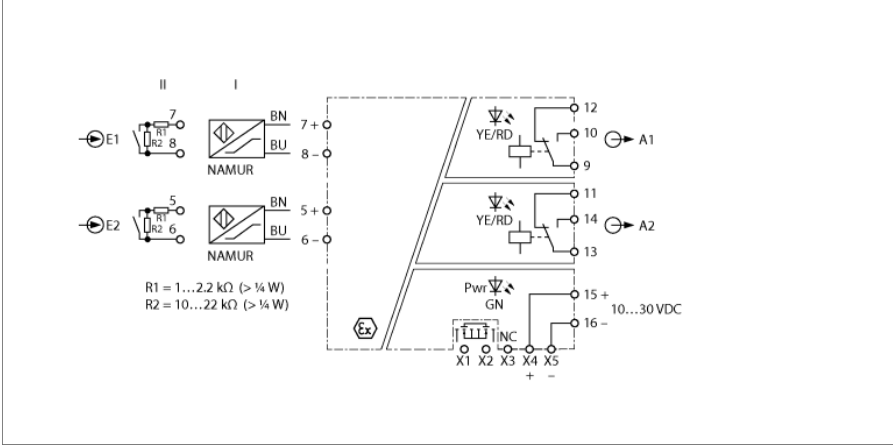 II I
7 BN 12
E1 R1 7 + YE/RD 10 A1
R2 8 BU 8 – 9
NAMUR
5 BN 11
E2 R1 5 + YE/RD 14 A2
R2 6 BU 6 – 13
NAMUR
R1 = 1…2.2 kΩ (> ¼ W)
R2 = 10…22 kΩ (> ¼ W)
Pwr
GN
15 +
10…30 VDC
16 –
Ex
NC
X1 X2 X3 X4 X5
+ –